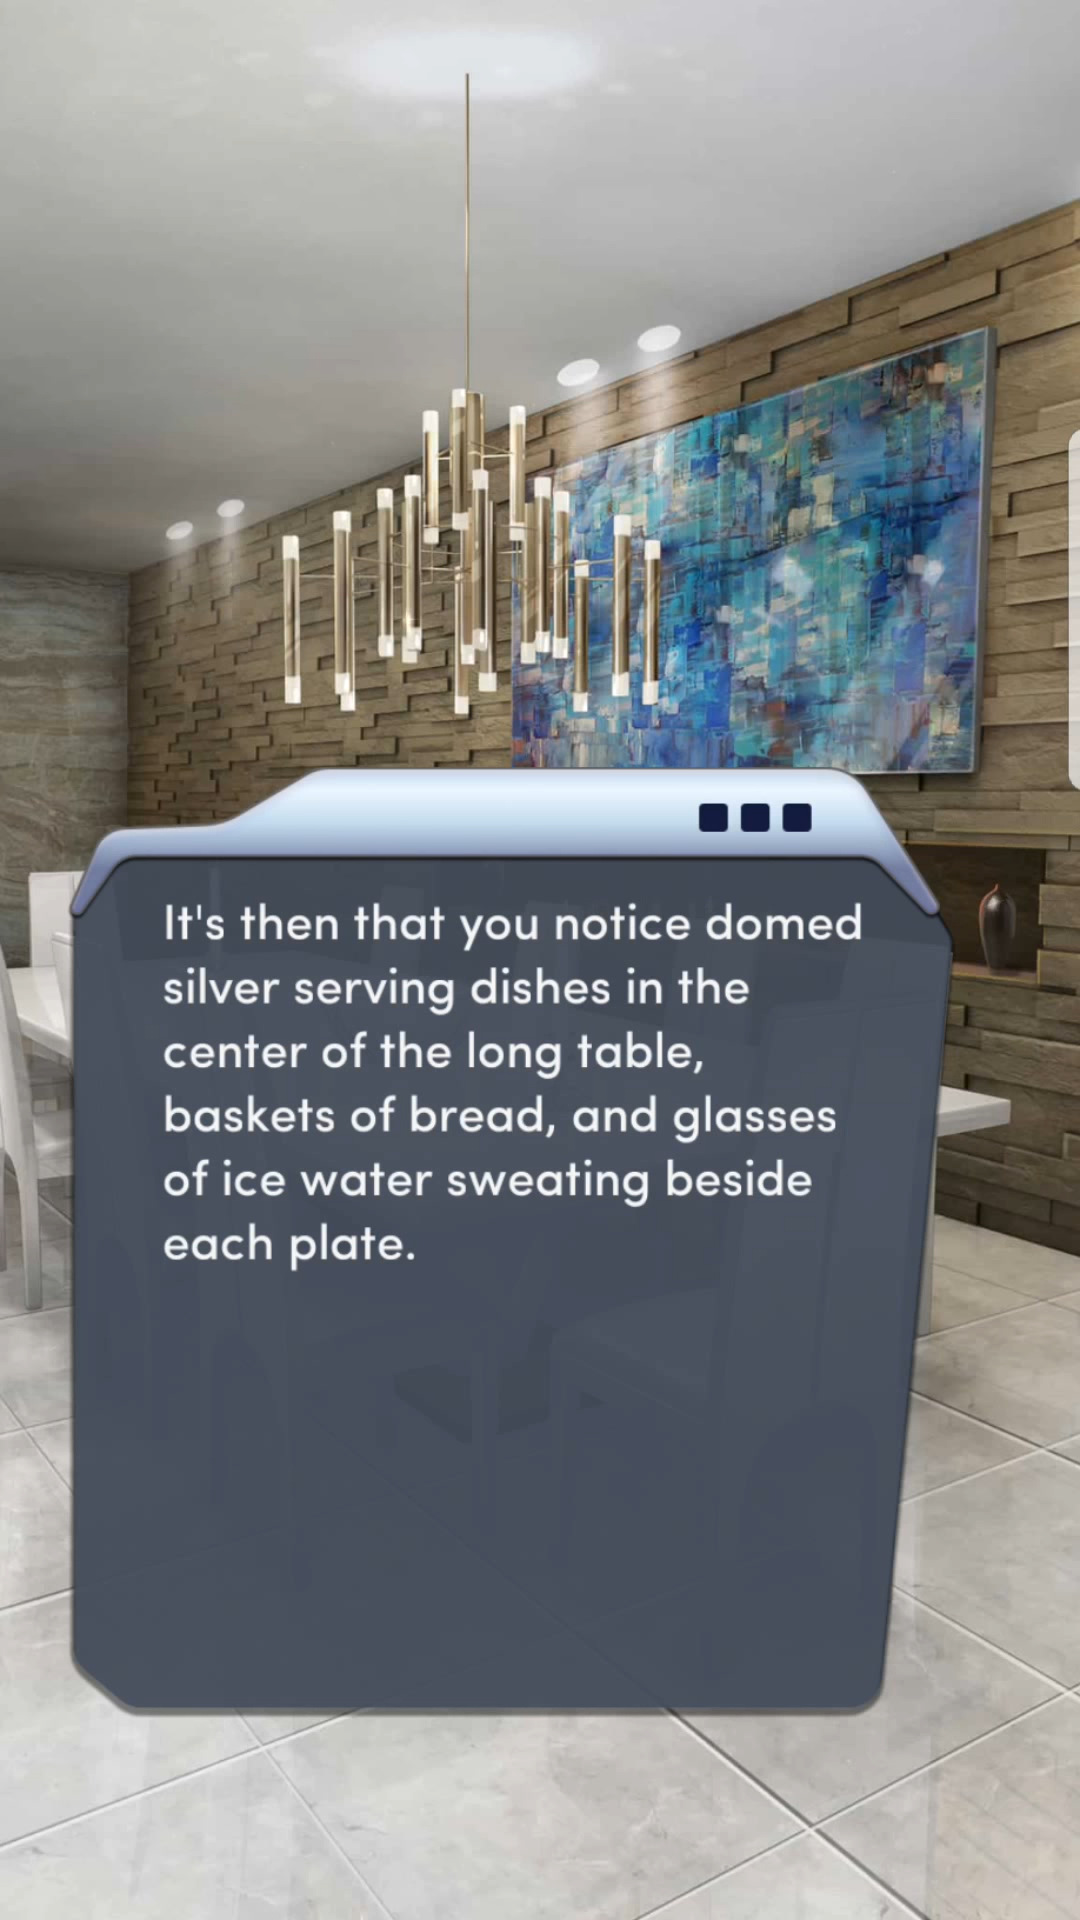 It's then that you notice domed
silver serving dishes in the
center of the long table,
baskets of bread, and glasses
of ice water sweating beside
each plate.